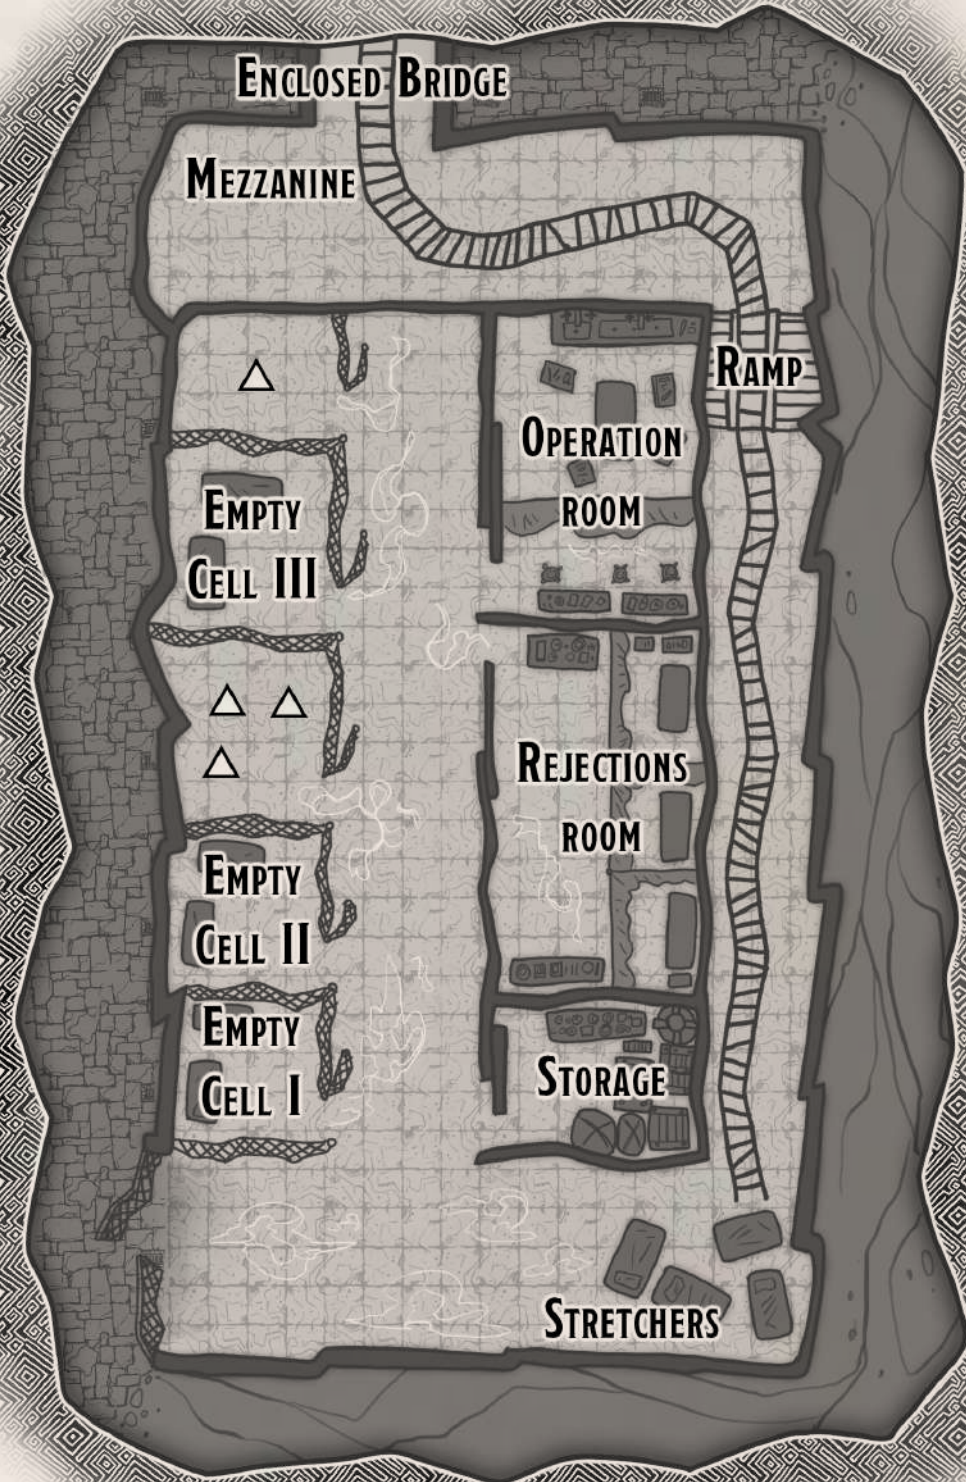 Enclosed Bridge
Mezzanine
Ramp
Operation
room
Empty
Cell III
Rejections
room
Empty
Cell II
Empty
Cell I
Storage
Stretchers